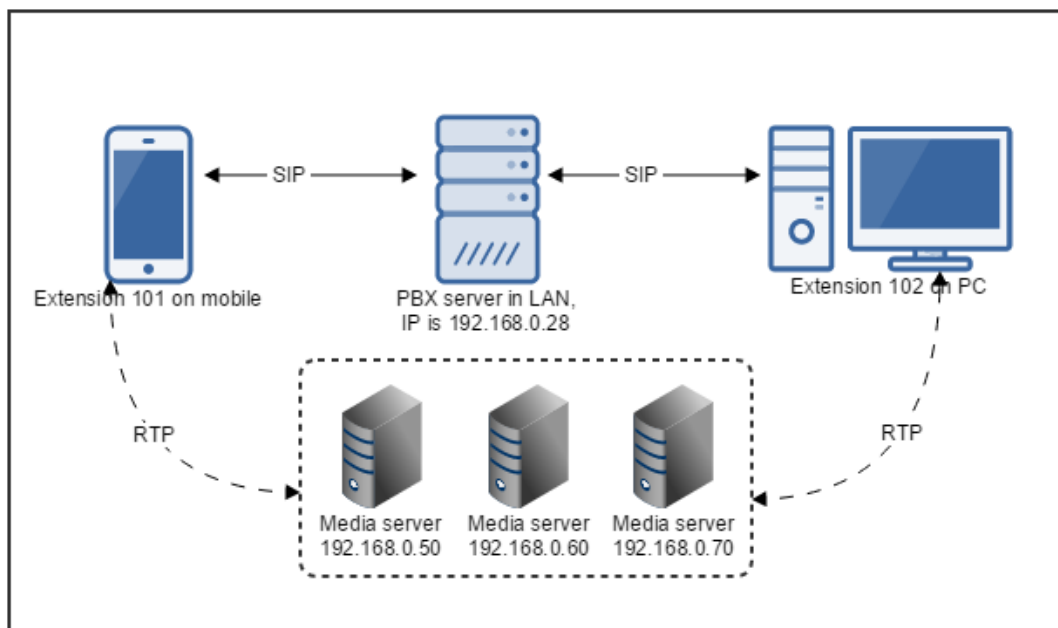 SIP
SIP
Extension 101 on mobile
PBX server in LAN,
IP is 192.168.0.28
Extension 102 on PC
RTP
RTP
Media server
192.168.0.50
Media server
192.168.0.60
Media server
192.168.0.70